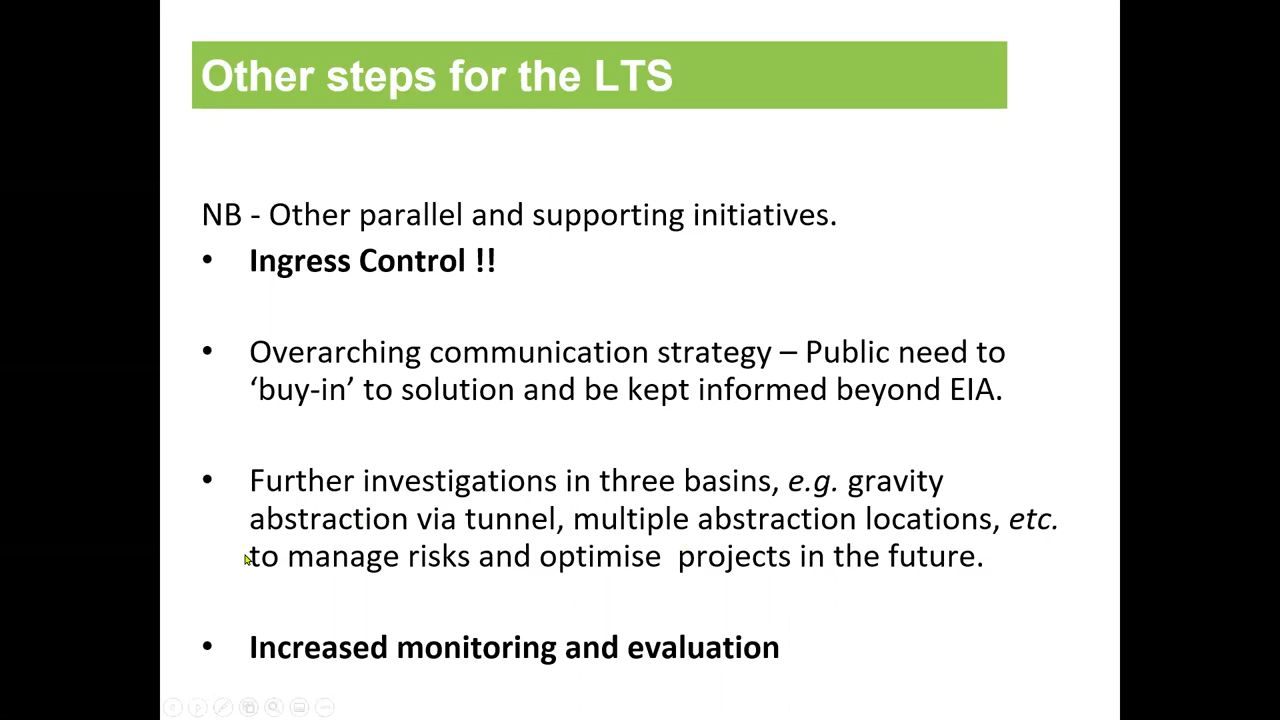 Other steps for the LTS
NB - Other parallel and supporting initiatives.
• Ingress Control !!
• Overarching communication strategy – Public need to
‘buy-in’ to solution and be kept informed beyond EIA.
• Further investigations in three basins, e.g. gravity
abstraction via tunnel, multiple abstraction locations, etc.
to manage risks and optimise  projects in the future.
• Increased monitoring and evaluation